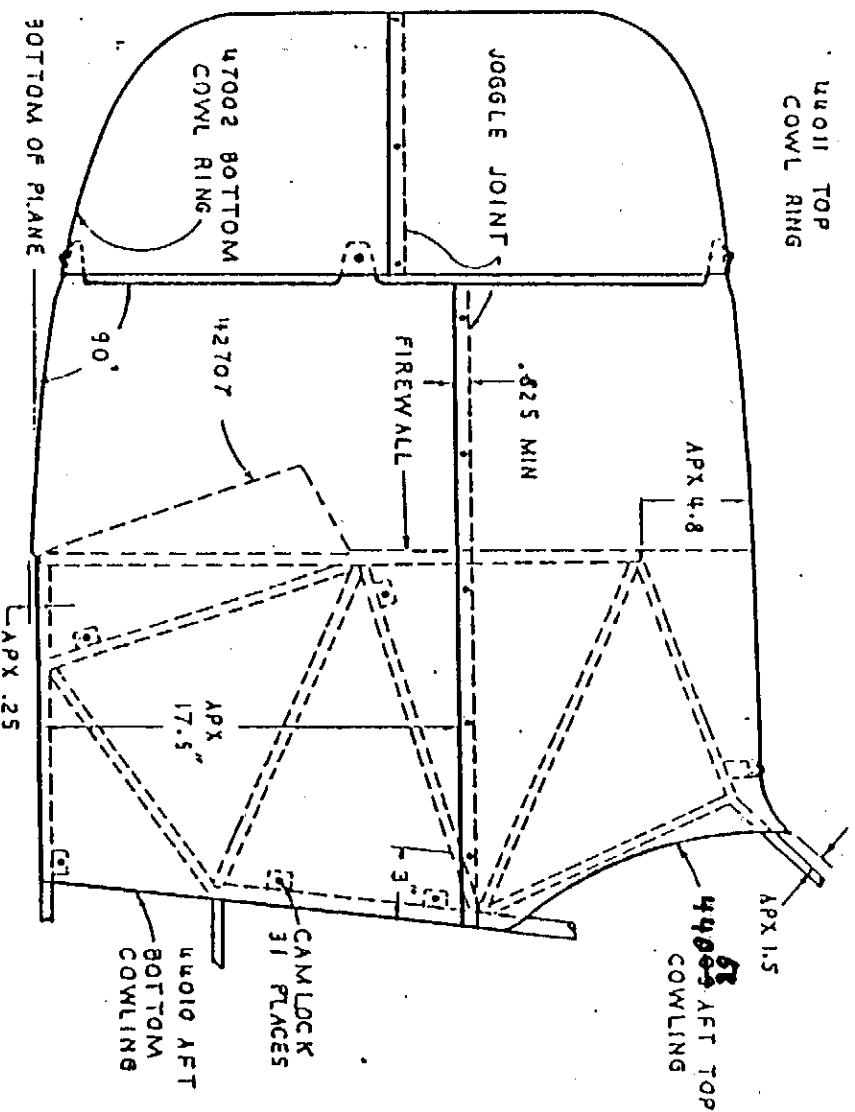 44011 TOP
COWL RING
JOGGLE JOINT
47002 BOTTOM
COWL RING
BOTTOM OF PLANE
90°
42707
FIREWALL
.625 MIN
APX 4.8
APX .25
APX
17.5"
3"
APX 1.5
AFT TOP
COWLING
CAMLOCK
31 PLACES
44010 AFT
BOTTOM
COWLING